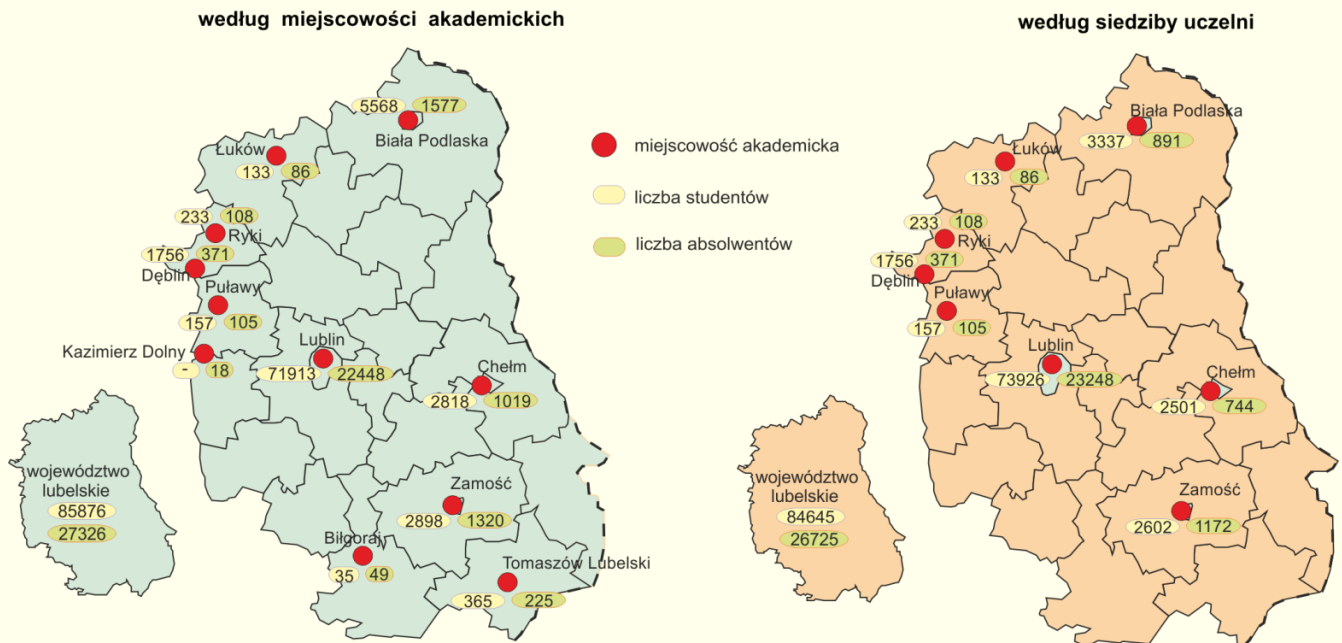 według miejscowości akademickich
5568 1577
Biała Podlaska
Łuków
133 86
233 108
Ryki
1756 371
Dęblin
Puławy
157 105
Kazimierz Dolny
- 18
Lublin
71913 22448
Chełm
2818 1019
województwo
lubelskie
85876
27326
Zamość
2898 1320
Biłgoraj
35 49
Tomaszów Lubelski
365 225
miejscowość akademicka
liczba studentów
liczba absolwentów
według siedziby uczelni
Biała Podlaska
3337 891
Łuków
133 86
233 108
Ryki
1756 371
Dęblin
Puławy
157 105
Lublin
73926 23248
Chełm
2501 744
województwo
lubelskie
84645
26725
Zamość
2602 1172